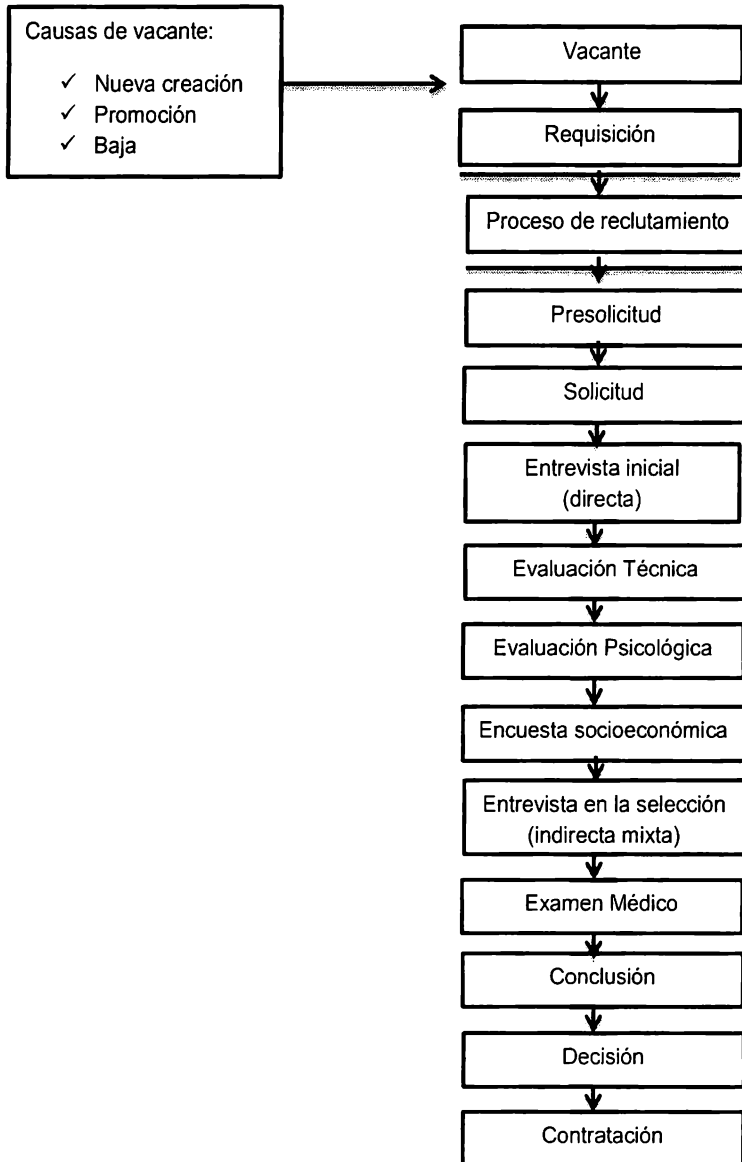 Causas de vacante:
✓ Nueva creación
✓ Promoción
✓ Baja
Vacante
Requisición
Proceso de reclutamiento
Presolicitud
Solicitud
Entrevista inicial
(directa)
Evaluación Técnica
Evaluación Psicológica
Encuesta socioeconómica
Entrevista en la selección
(indirecta mixta)
Examen Médico
Conclusión
Decisión
Contratación